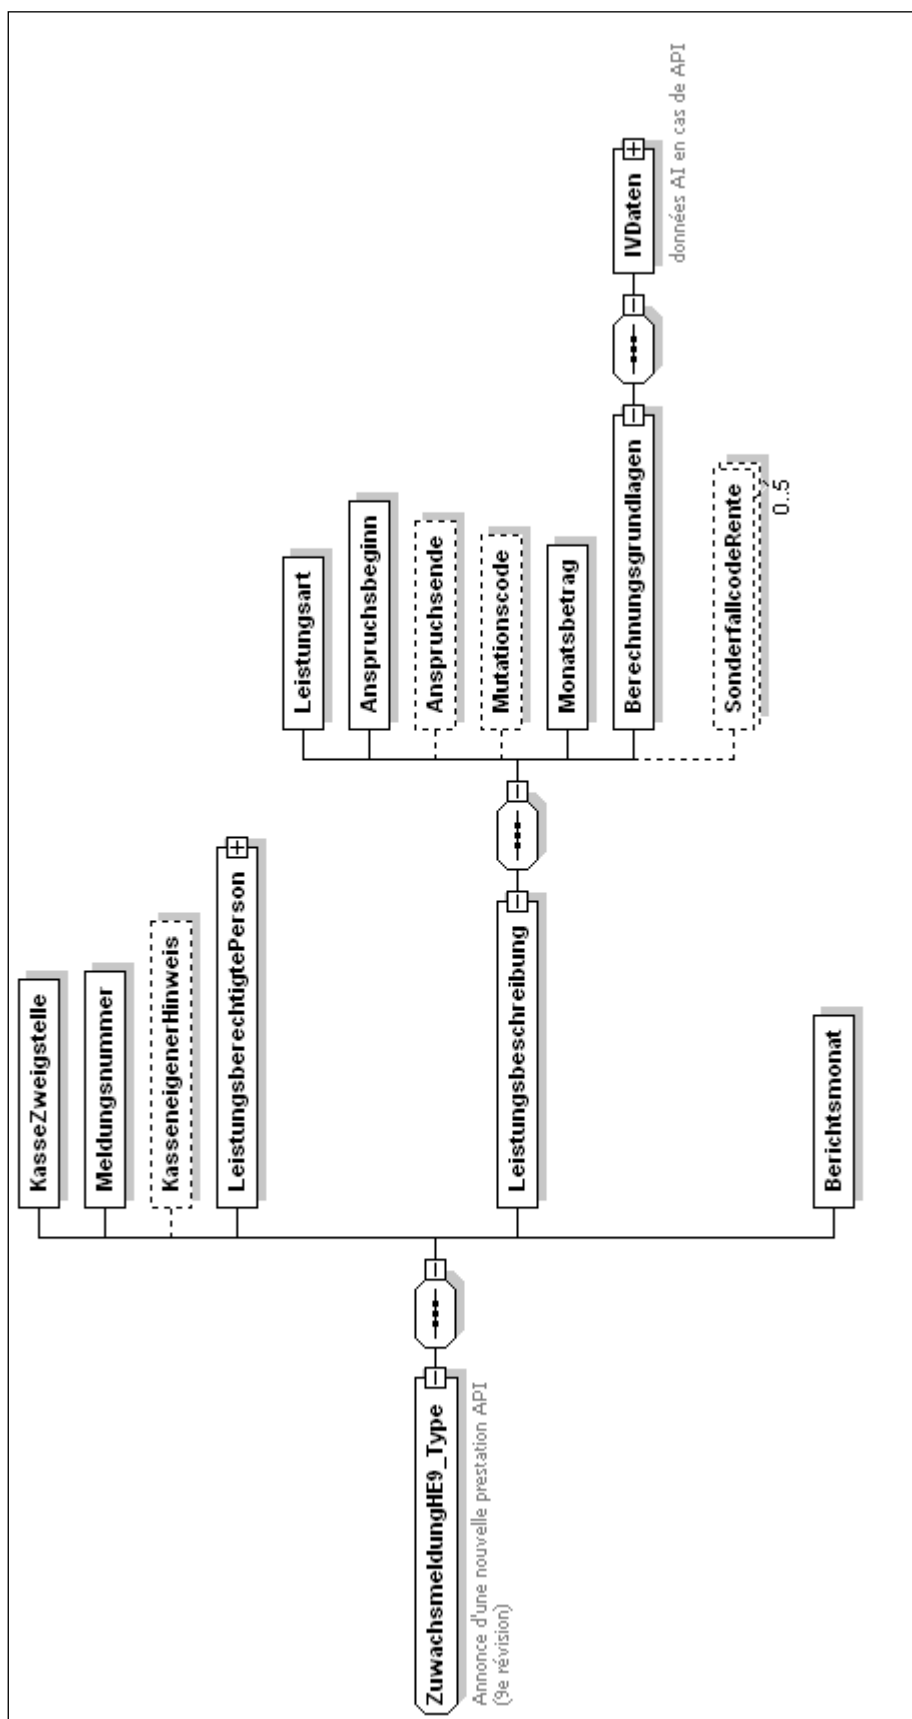 ZuwachsmeldungHE9_Type
Annonce d'une nouvelle prestation API
(9e révision)
KasseZweigstelle
Meldungsnummer
KasseneigenerHinweis
LeistungsberechtigtePerson
Leistungsbeschreibung
Leistungsart
Anspruchsbeginn
Anspruchsende
Mutationscode
Monatsbetrag
Berechnungsgrundlagen
IVDaten
données AI en cas de API
SonderfallcodeRente
0..5
Berichtsmonat